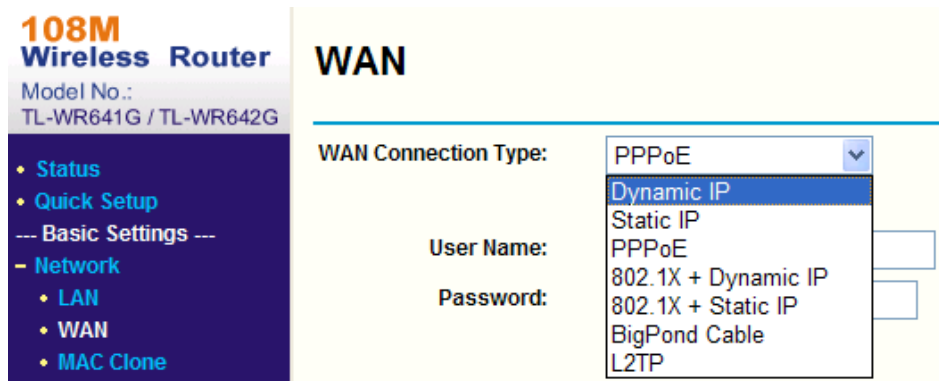 108M
Wireless Router
Model No.:
TL-WR641G / TL-WR642G
• Status
• Quick Setup
--- Basic Settings ---
– Network
• LAN
• WAN
• MAC Clone
WAN
WAN Connection Type:
PPPoE
Dynamic IP
Static IP
PPPoE
802.1X + Dynamic IP
802.1X + Static IP
BigPond Cable
L2TP
User Name:
Password: